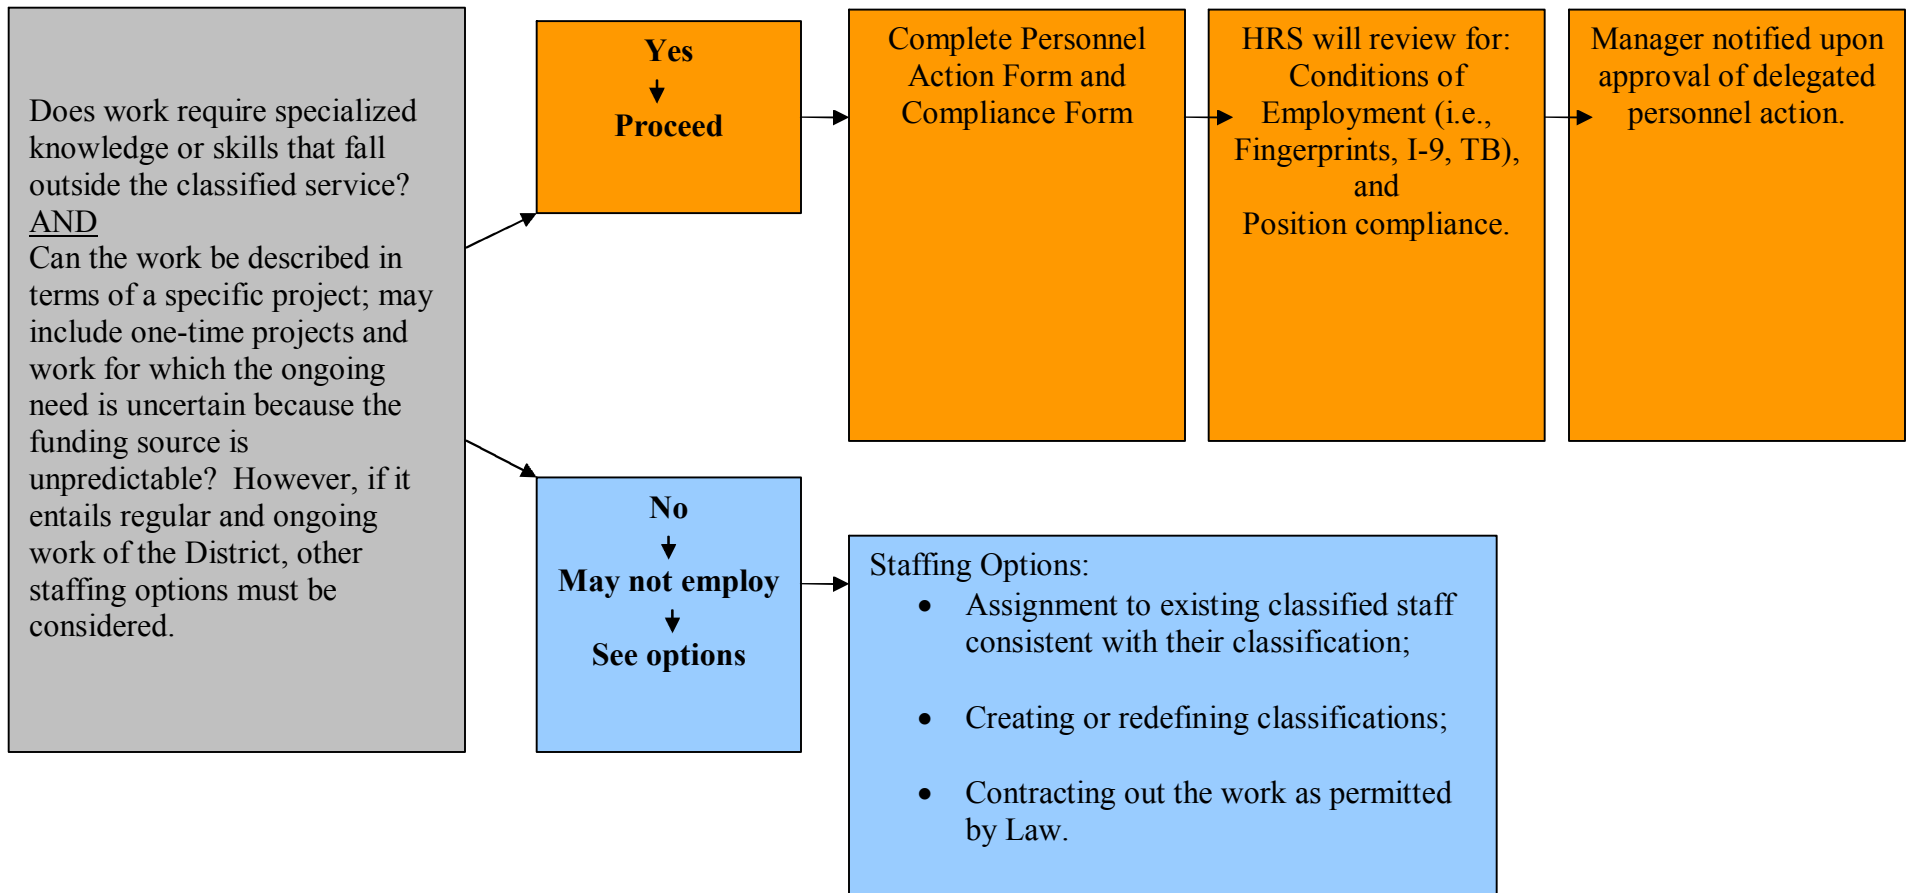 Does work require specialized
knowledge or skills that fall
outside the classified service?
AND
Can the work be described in
terms of a specific project; may
include one-time projects and
work for which the ongoing
need is uncertain because the
funding source is
unpredictable?  However, if it
entails regular and ongoing
work of the District, other
staffing options must be
considered.
Yes
Proceed
Complete Personnel
Action Form and
Compliance Form
HRS will review for:
Conditions of
Employment (i.e.,
Fingerprints, I-9, TB),
and
Position compliance.
Manager notified upon
approval of delegated
personnel action.
No
May not employ
See options
Staffing Options:
• Assignment to existing classified staff
consistent with their classification;
• Creating or redefining classifications;
• Contracting out the work as permitted
by Law.